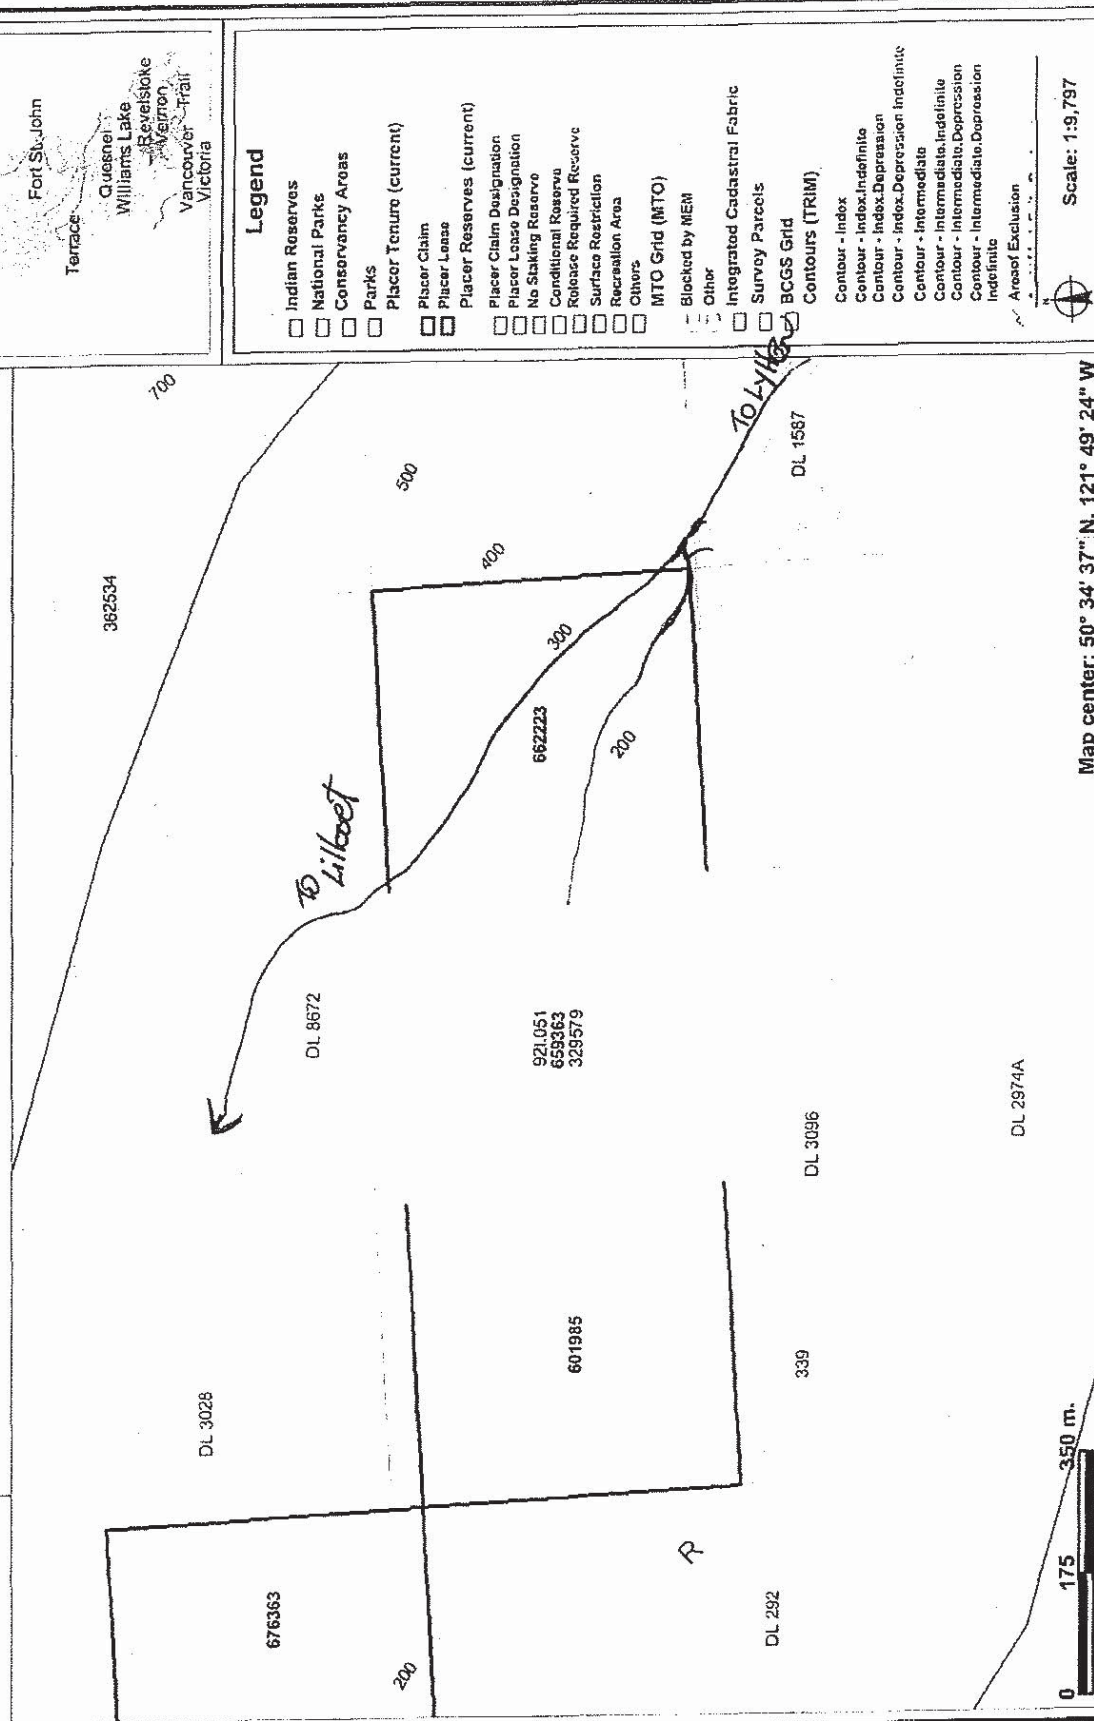 Fort St. John
Terrace
Quesnel
Williams Lake
Revelstoke
Vernon
Vancouver Trail
Victoria
Legend
Indian Reserves
National Parks
Conservancy Areas
Parks
Placer Tenure (current)
Placer Claim
Placer Lease
Placer Reserves (current)
Placer Claim Designation
Placer Lease Designation
No Staking Reserve
Conditional Reserve
Release Required Reserve
Surface Restriction
Recreation Area
Others
MTO Grid (MTO)
Blocked by MEM
Other
Integrated Cadastral Fabric
Survey Parcels
BCGS Grid
Contours (TRIM)
Contour - Index
Contour - Index.Indefinite
Contour - Index.Depression
Contour - Index.Depression Indefinite
Contour - Intermediate
Contour - Intermediate.Indefinite
Contour - Intermediate.Depression
Contour - Intermediate.Depression
Indefinite
Area of Exclusion
Scale: 1:9,797
700
362534
500
400
300
662223
200
TO
Lillooet
TO Lytton
DL 1587
DL 8672
92I.051
659363
329579
DL 3096
DL 2974A
DL 3028
601985
339
676363
200
R
DL 292
0 175 350 m.
Map center: 50° 34' 37" N, 121° 49' 24" W